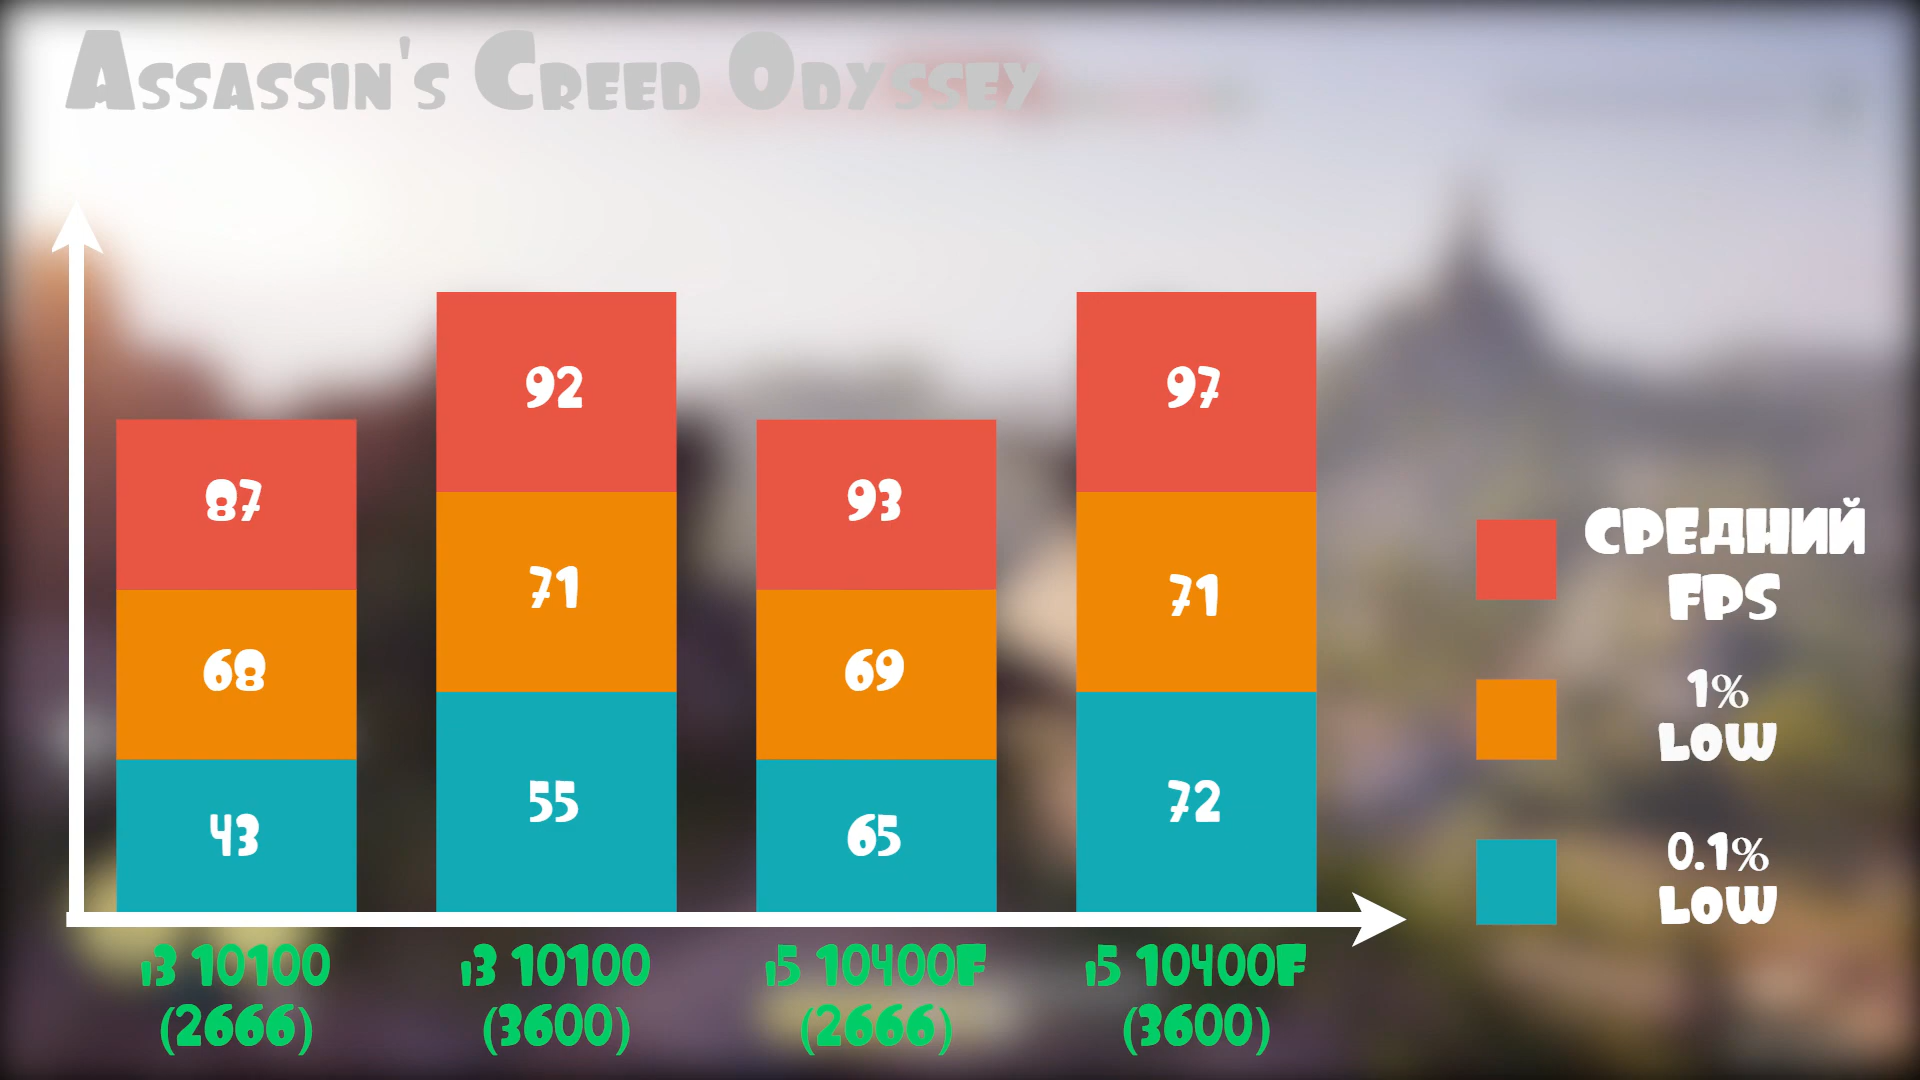 Assassin's Creed Odyssey
87
68
43
92
71
55
93
69
65
97
71
72
i3 10100
(2666)
i3 10100
(3600)
i5 10400F
(2666)
i5 10400F
(3600)
СРЕДНИЙ
FPS
1%
LOW
0.1%
LOW